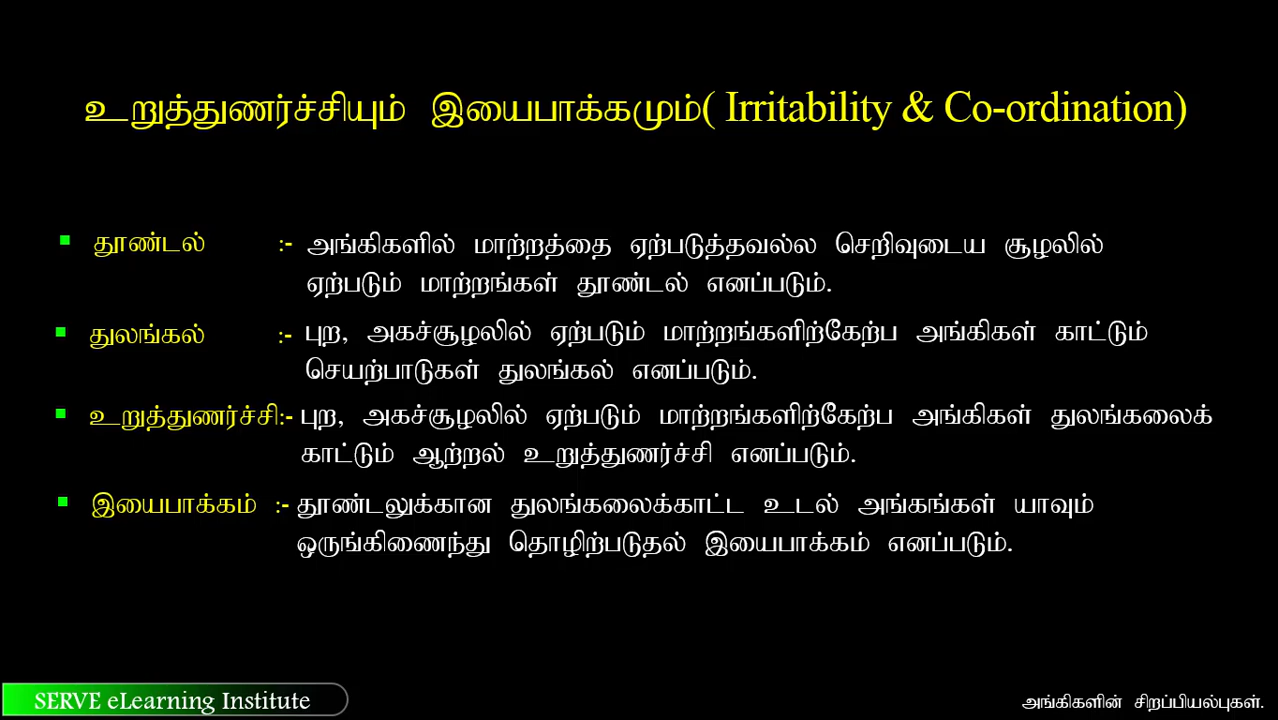 உறுத்துணர்ச்சியும் இயைபாக்கமும்( Irritability & Co-ordination)
▪ தூண்டல் :- அங்கிகளில் மாற்றத்தை ஏற்படுத்தவல்ல செறிவுடைய சூழலில்
ஏற்படும் மாற்றங்கள் தூண்டல் எனப்படும்.
▪ துலங்கல் :- புற, அகச்சூழலில் ஏற்படும் மாற்றங்களிற்கேற்ப அங்கிகள் காட்டும்
செயற்பாடுகள் துலங்கல் எனப்படும்.
▪ உறுத்துணர்ச்சி:- புற, அகச்சூழலில் ஏற்படும் மாற்றங்களிற்கேற்ப அங்கிகள் துலங்கலைக்
காட்டும் ஆற்றல் உறுத்துணர்ச்சி எனப்படும்.
▪ இயைபாக்கம் :- தூண்டலுக்கான துலங்கலைக்காட்ட உடல் அங்கங்கள் யாவும்
ஒருங்கிணைந்து தொழிற்படுதல் இயைபாக்கம் எனப்படும்.
SERVE eLearning Institute
அங்கிகளின் சிறப்பியல்புகள்.